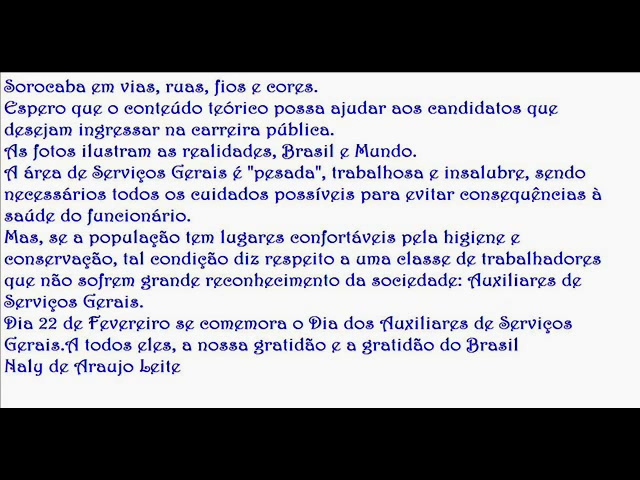 Sorocaba em vias, ruas, fios e cores.
Espero que o conteúdo teórico possa ajudar aos candidatos que
desejam ingressar na carreira pública.
As fotos ilustram as realidades, Brasil e Mundo.
A área de Serviços Gerais é "pesada", trabalhosa e insalubre, sendo
necessários todos os cuidados possíveis para evitar consequências à
saúde do funcionário.
Mas, se a população tem lugares confortáveis pela higiene e
conservação, tal condição diz respeito a uma classe de trabalhadores
que não sofrem grande reconhecimento da sociedade: Auxiliares de
Serviços Gerais.
Dia 22 de Fevereiro se comemora o Dia dos Auxiliares de Serviços
Gerais.A todos eles, a nossa gratidão e a gratidão do Brasil
Naly de Araujo Leite